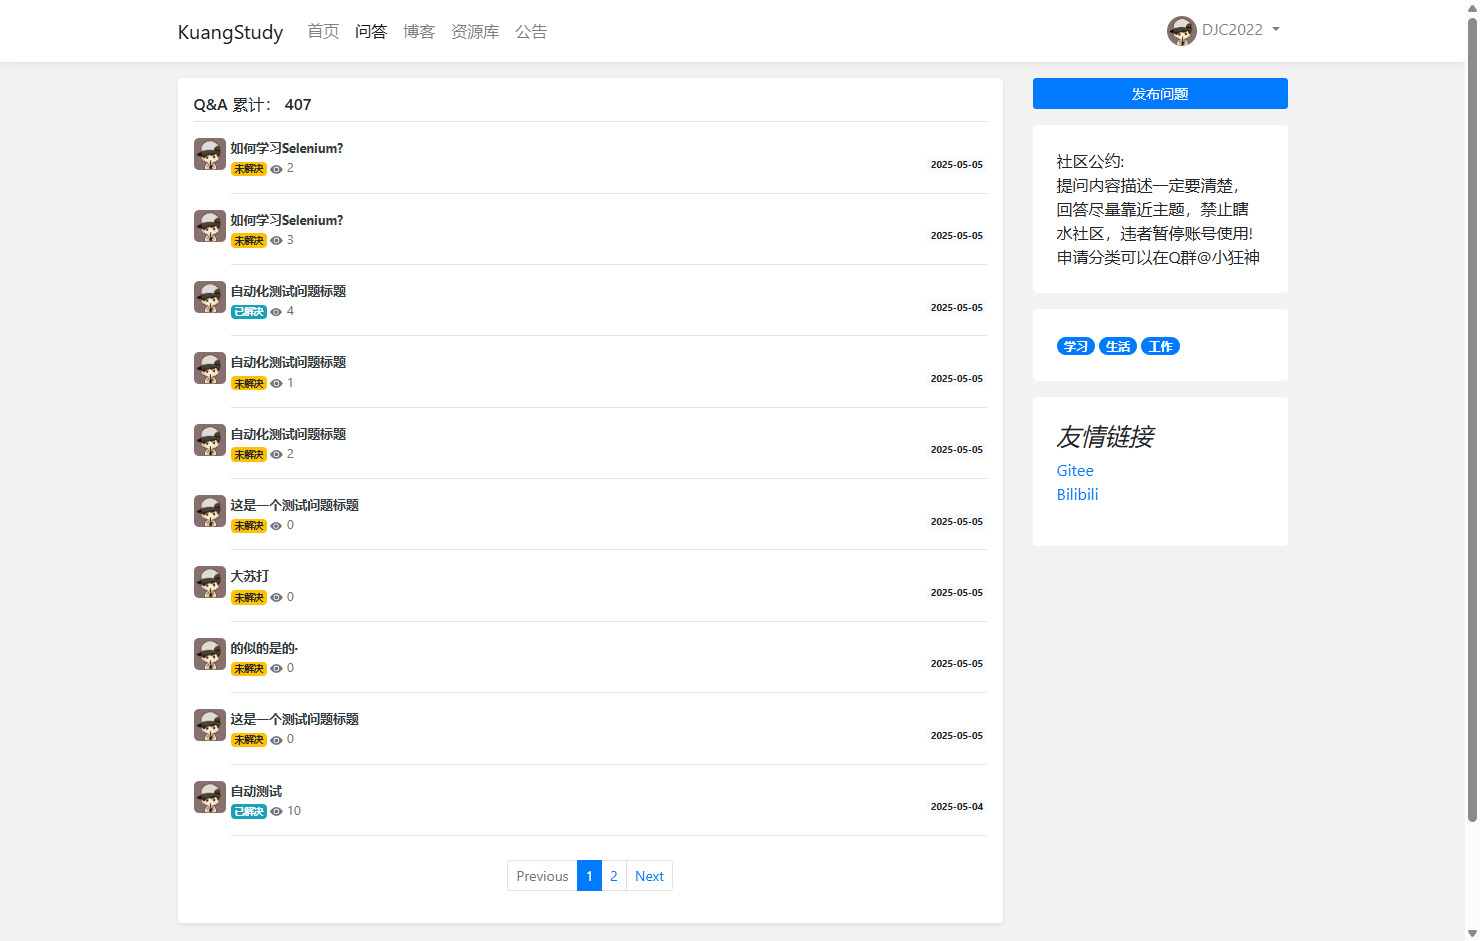 KuangStudy 首页 问答 博客 资源库 公告 DJC2022
Q&A 累计： 407
如何学习Selenium?
未解决 2 2025-05-05
如何学习Selenium?
未解决 3 2025-05-05
自动化测试问题标题
已解决 4 2025-05-05
自动化测试问题标题
未解决 1 2025-05-05
自动化测试问题标题
未解决 2 2025-05-05
这是一个测试问题标题
未解决 0 2025-05-05
大苏打
未解决 0 2025-05-05
的似的是的·
未解决 0 2025-05-05
这是一个测试问题标题
未解决 0 2025-05-05
自动测试
已解决 10 2025-05-04
Previous 1 2 Next
发布问题
社区公约:
提问内容描述一定要清楚，
回答尽量靠近主题，禁止瞎
水社区，违者暂停账号使用!
申请分类可以在Q群@小狂神
学习 生活 工作
友情链接
Gitee
Bilibili